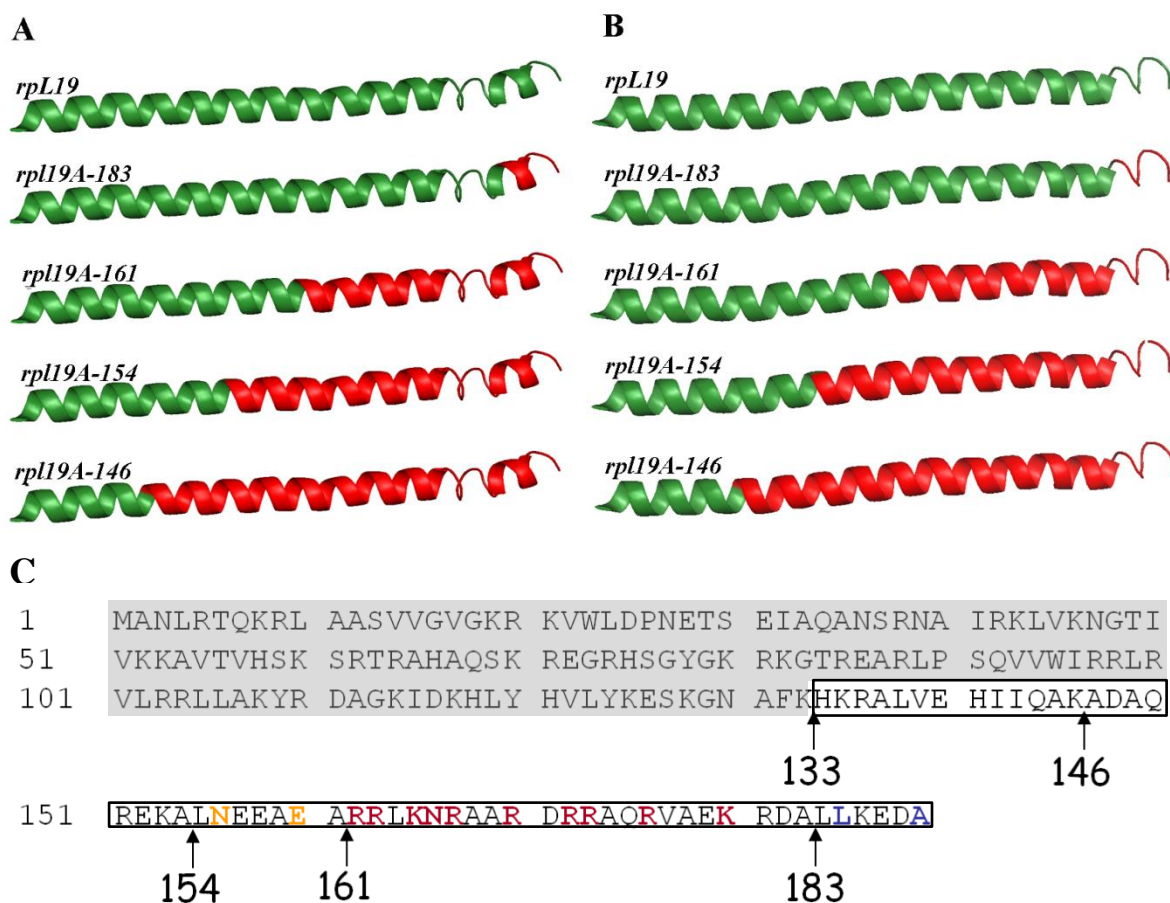 A
B
rpL19
rpL19
rpl19A-183
rpl19A-183
rpl19A-161
rpl19A-161
rpl19A-154
rpl19A-154
rpl19A-146
rpl19A-146
C
1 MANLRTQKRL AASVVGVGKR KVWLDPNETS EIAQANSRNA IRKLVKNGTI
51 VKKAVTVHSK SRTRAHAQSK REGRHSGYGK RKGTREARLP SQVVWIRRLR
101 VLRRLLAKYR DAGKIDKHLY HVLYKESKGN AFKHKRALVE HIIQAKADAQ
133 146
151 REKALNEEAE ARRLKNRAAR DRRAQRVAEK RDALLKEDA
154 161 183